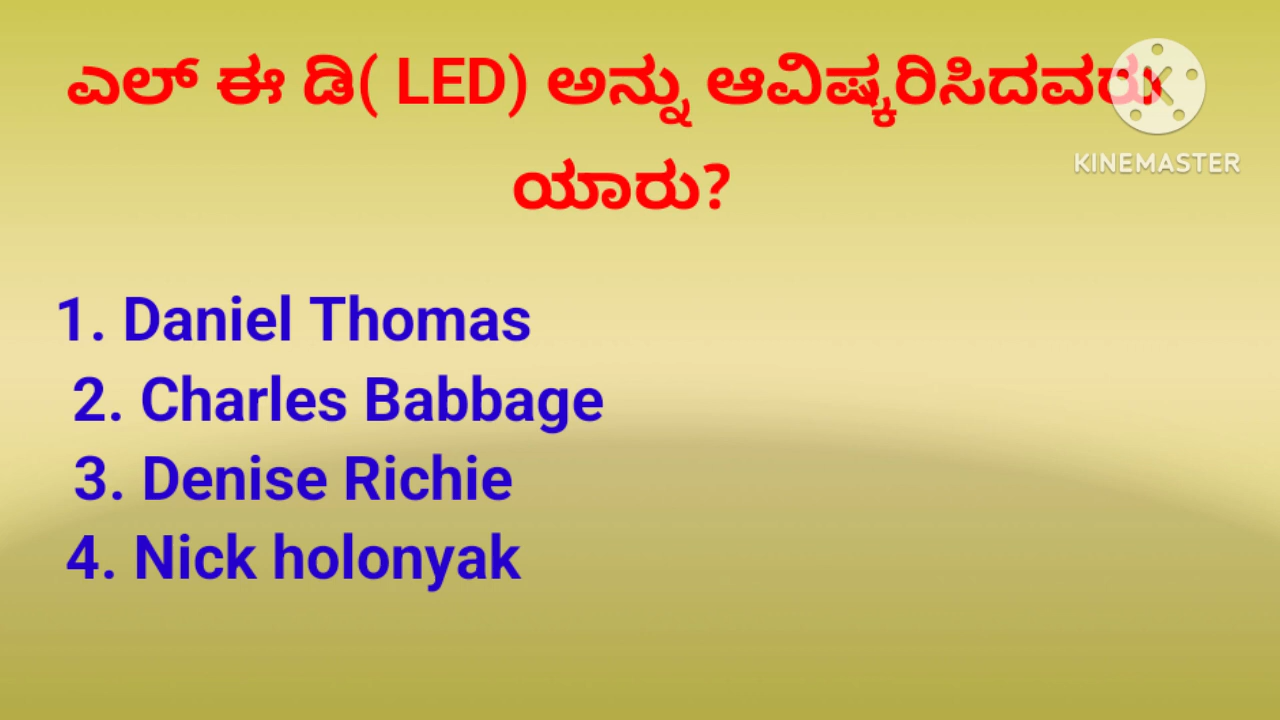 ಎಲ್ ಈ ಡಿ( LED) ಅನ್ನು ಆವಿಷ್ಕರಿಸಿದವರು
ಯಾರು?
KINEMASTER
1. Daniel Thomas
2. Charles Babbage
3. Denise Richie
4. Nick holonyak